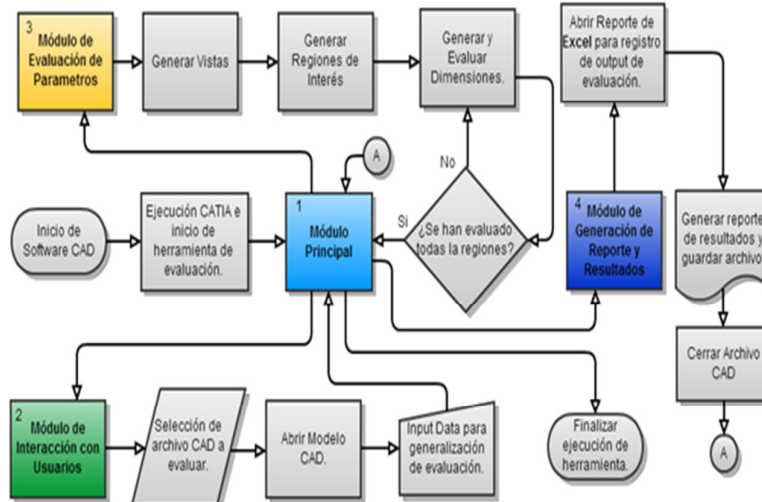 3
Módulo de
Evaluación de
Parametros
Generar Vistas
Generar
Regiones de
Interés
Generar y
Evaluar
Dimensiones.
Abrir Reporte de
Excel para registro
de output de
evaluación.
A
No
Si
¿Se han evaluado
todas la regiones?
Inicio de
Software CAD
Ejecución CATIA e
inicio de
herramienta de
evaluación.
1
Módulo
Principal
4
Módulo de
Generación de
Reporte y
Resultados
Generar reporte
de resultados y
guardar archivo
Cerrar Archivo
CAD
A
2
Módulo de
Interacción con
Usuarios
Selección de
archivo CAD a
evaluar.
Abrir Modelo
CAD.
Input Data para
generalización
de evaluación.
Finalizar
ejecución de
herramienta.